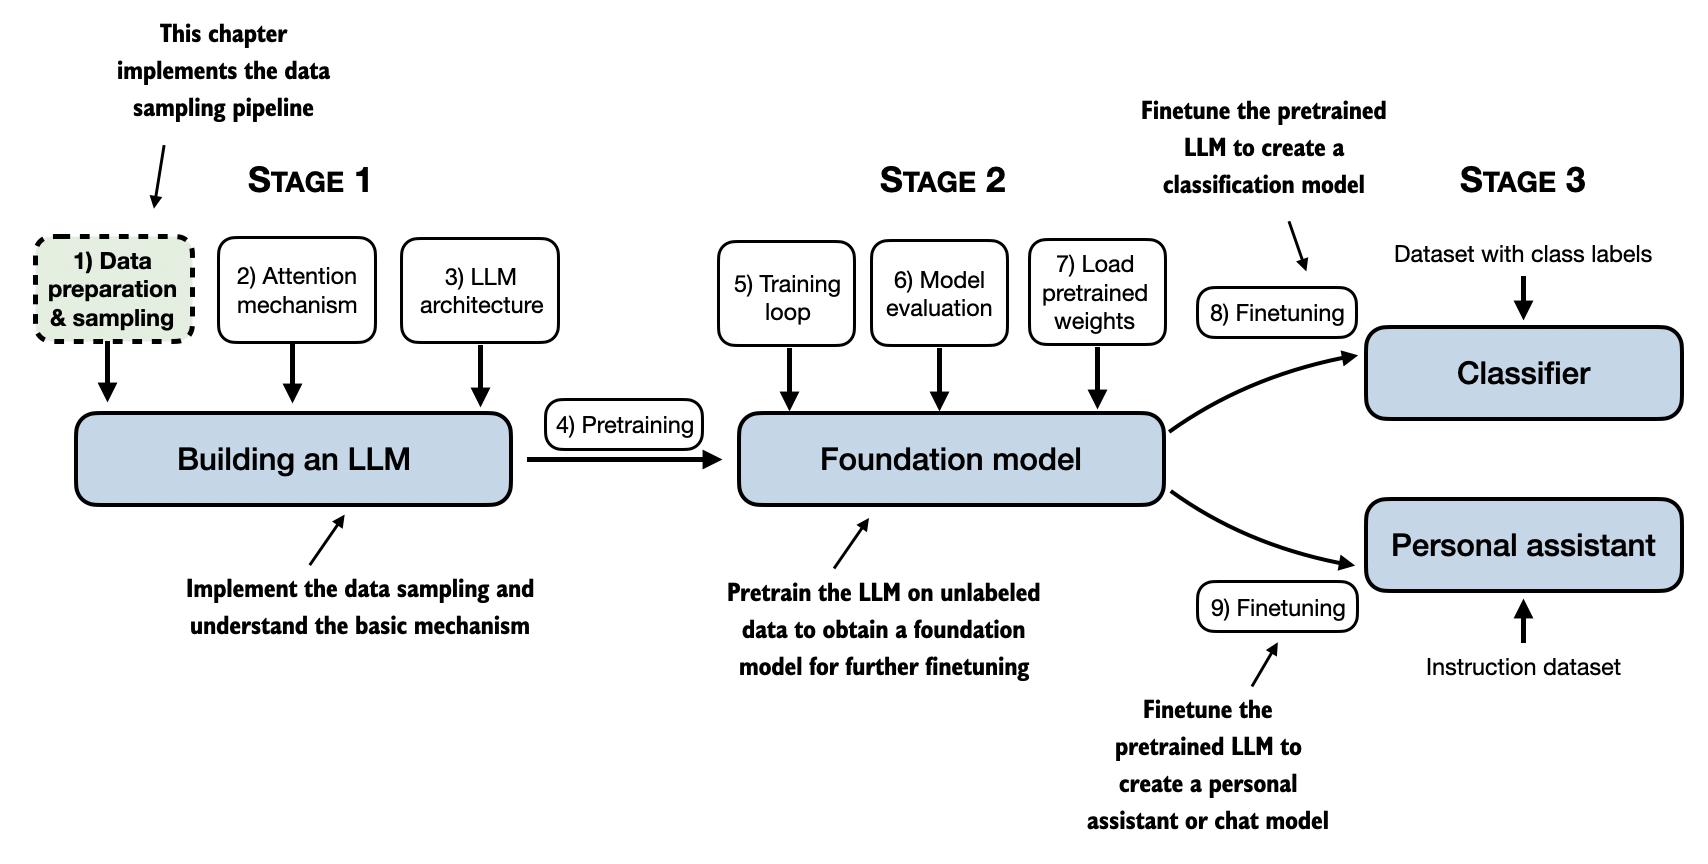 This chapter
implements the data
sampling pipeline
STAGE 1
1) Data
preparation
& sampling
2) Attention
mechanism
3) LLM
architecture
Building an LLM
Implement the data sampling and
understand the basic mechanism
4) Pretraining
STAGE 2
5) Training
loop
6) Model
evaluation
7) Load
pretrained
weights
Foundation model
Pretrain the LLM on unlabeled
data to obtain a foundation
model for further finetuning
Finetune the pretrained
LLM to create a
classification model
8) Finetuning
STAGE 3
Dataset with class labels
Classifier
Personal assistant
Instruction dataset
9) Finetuning
Finetune the
pretrained LLM to
create a personal
assistant or chat model